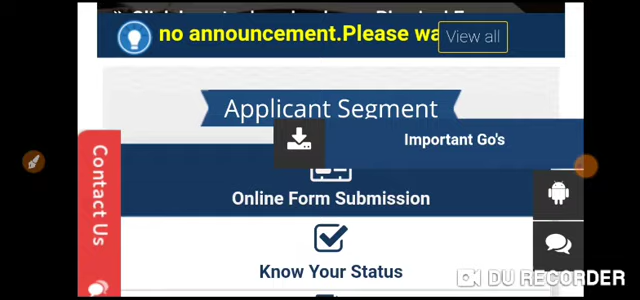 no announcement.Please wa
View all
Applicant Segment
Important Go's
Contact Us
Online Form Submission
Know Your Status
DU RECORDER